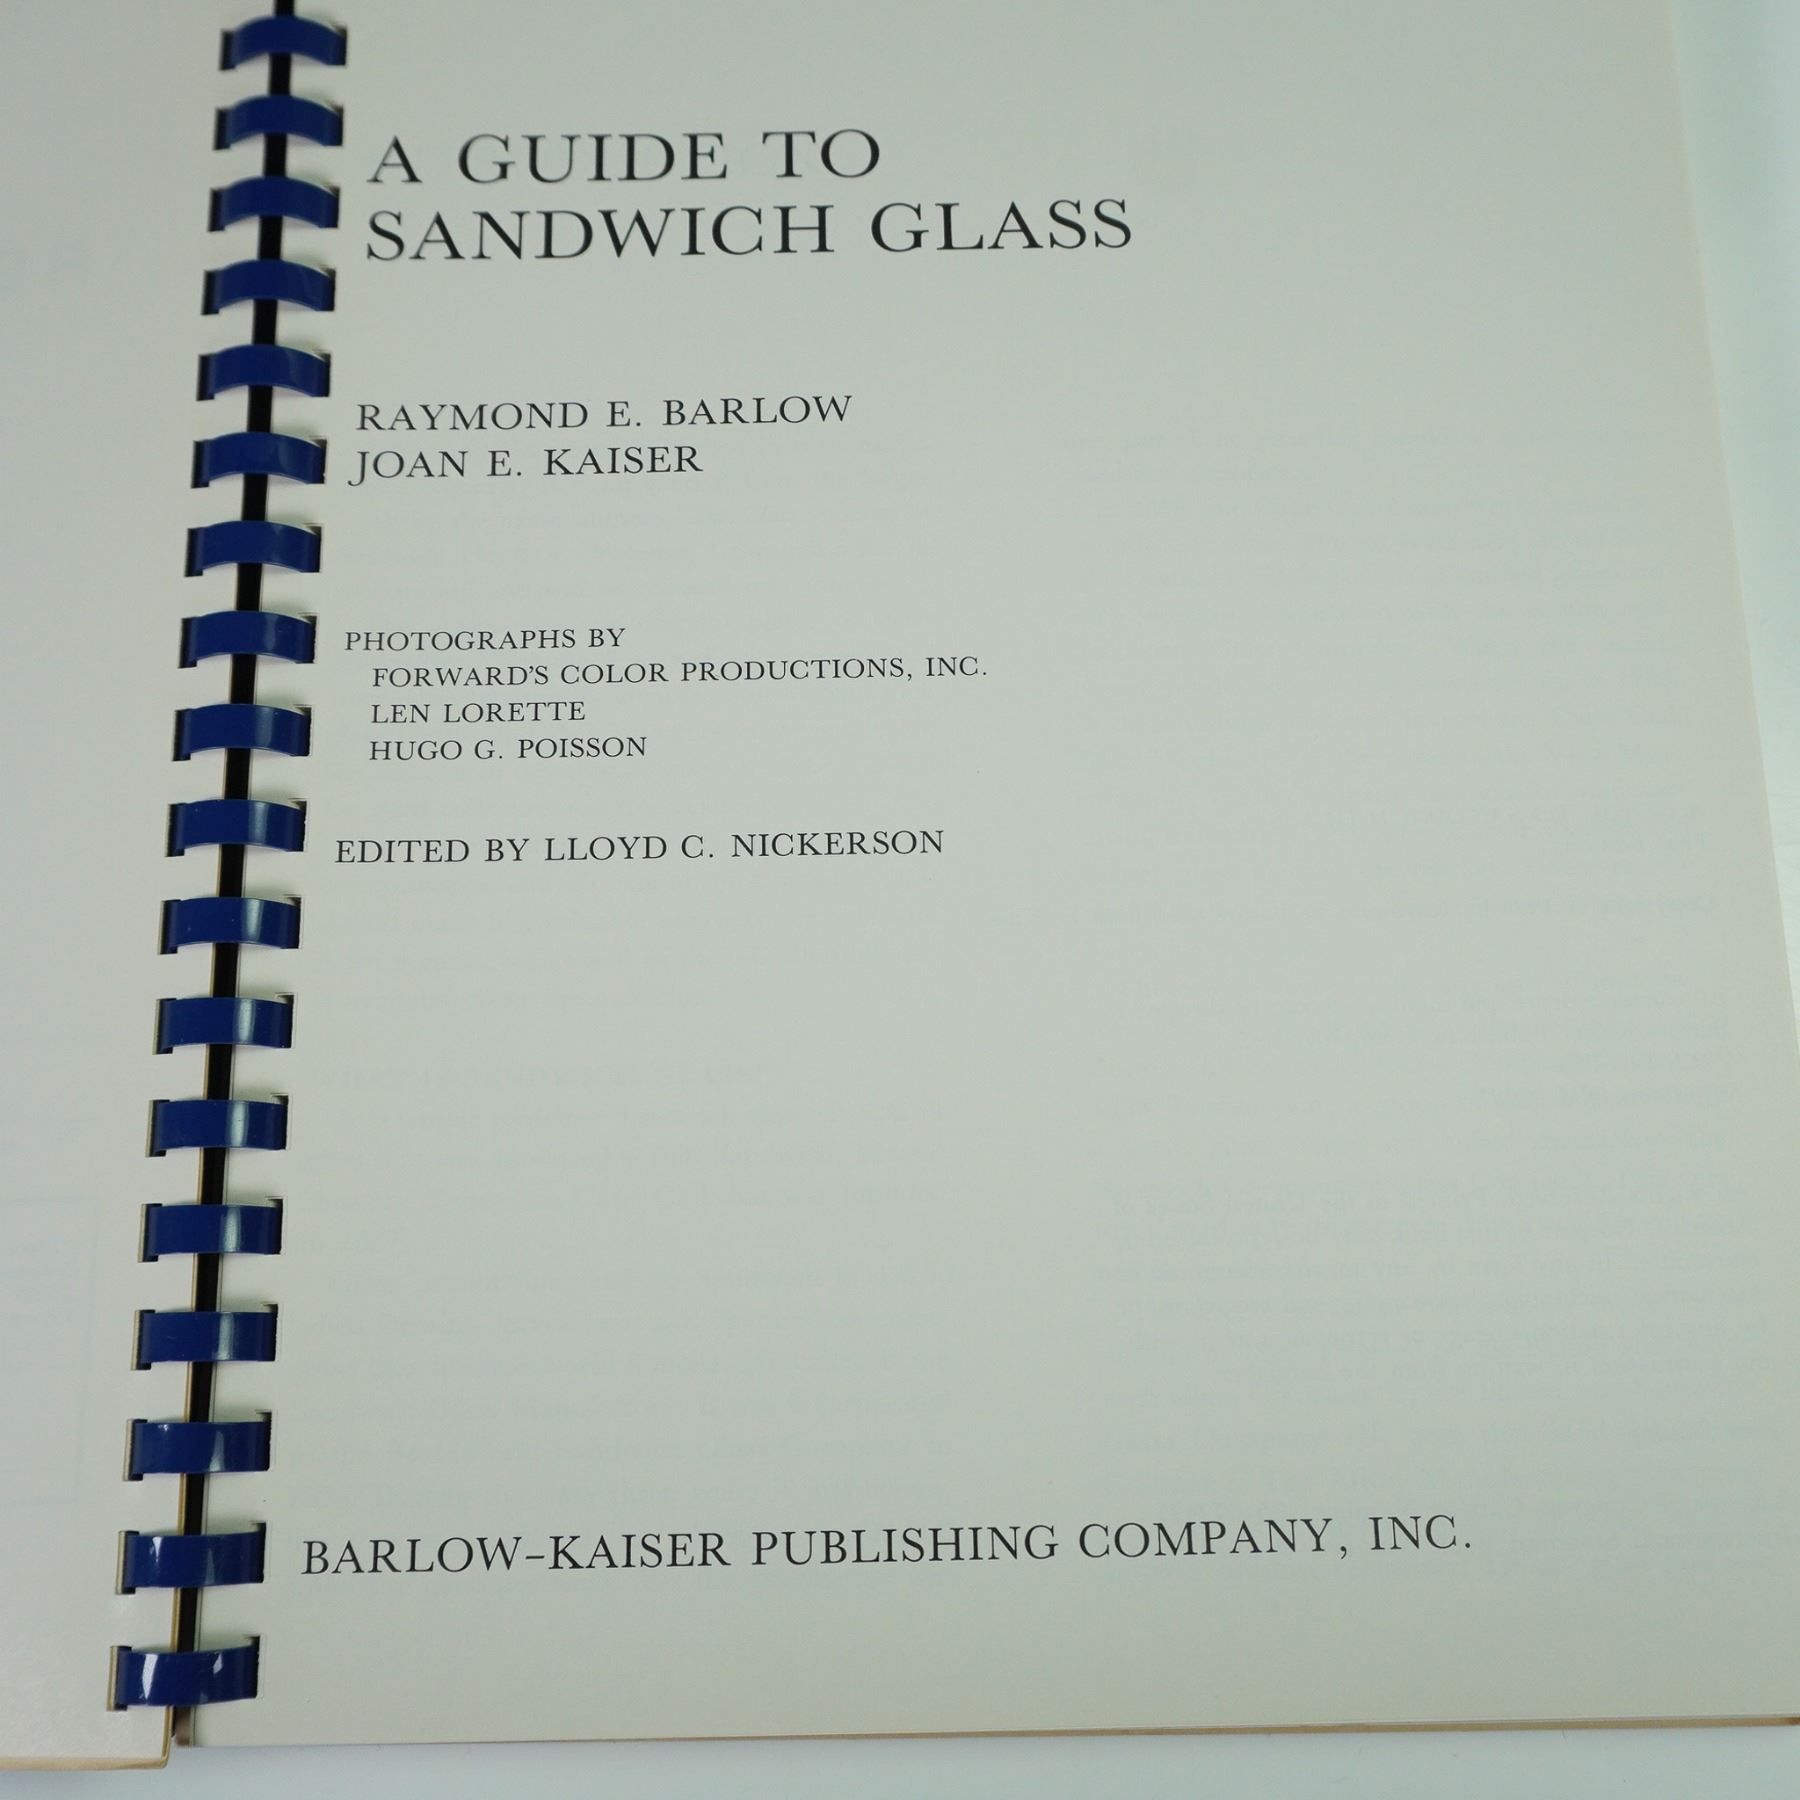 A GUIDE TO
SANDWICH GLASS
RAYMOND E. BARLOW
JOAN E. KAISER
PHOTOGRAPHS BY
FORWARD'S COLOR PRODUCTIONS, INC.
LEN LORETTE
HUGO G. POISSON
EDITED BY LLOYD C. NICKERSON
BARLOW-KAISER PUBLISHING COMPANY, INC.